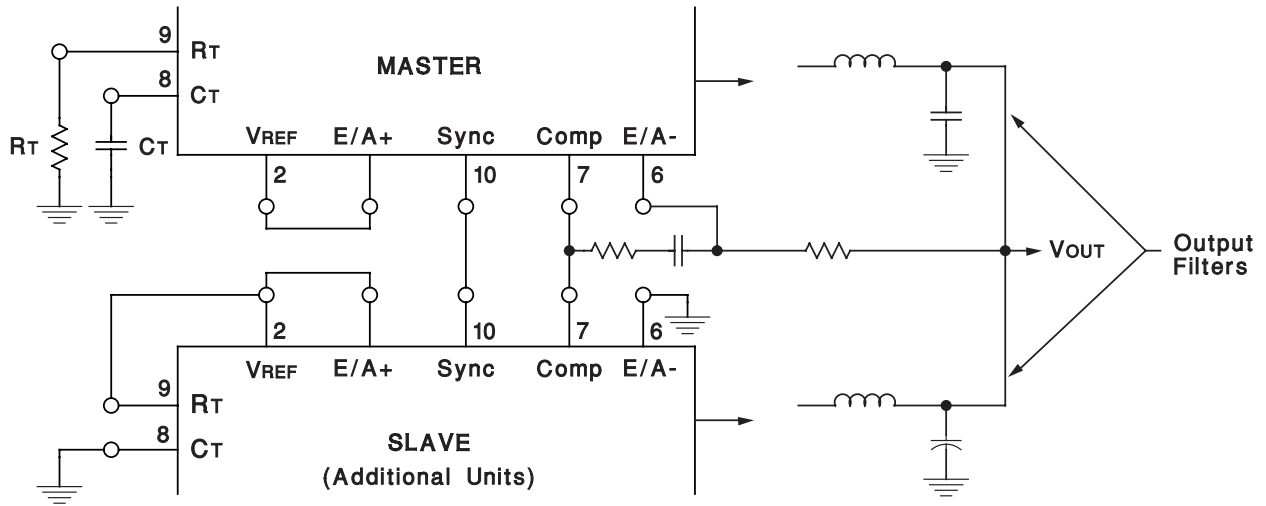 9
RT
MASTER
8
CT
RT
CT
VREF E/A+ Sync Comp E/A-
2 10 7 6
VOUT
Output
Filters
2 10 7 6
VREF E/A+ Sync Comp E/A-
9
RT
8
CT
SLAVE
(Additional Units)